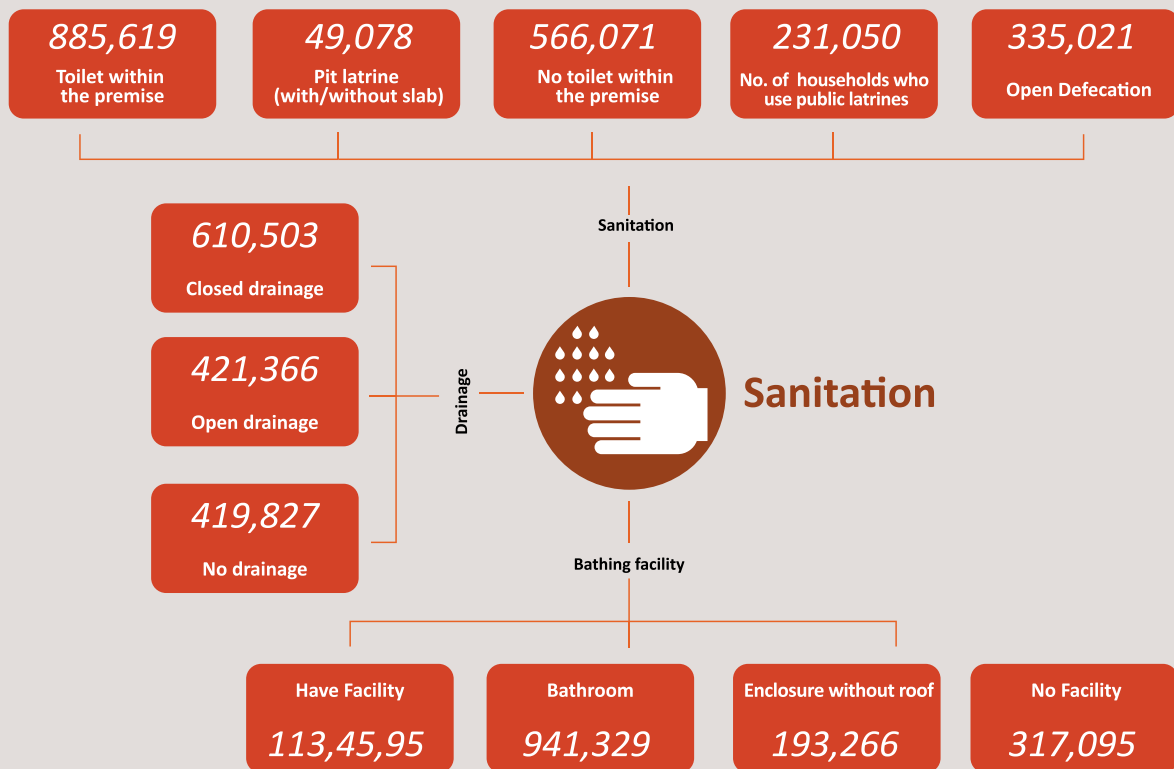 885,619
Toilet within
the premise
49,078
Pit latrine
(with/without slab)
566,071
No toilet within
the premise
231,050
No. of households who
use public latrines
335,021
Open Defecation
Sanitation
610,503
Closed drainage
421,366
Open drainage
419,827
No drainage
Drainage
Sanitation
Bathing facility
Have Facility
113,45,95
Bathroom
941,329
Enclosure without roof
193,266
No Facility
317,095